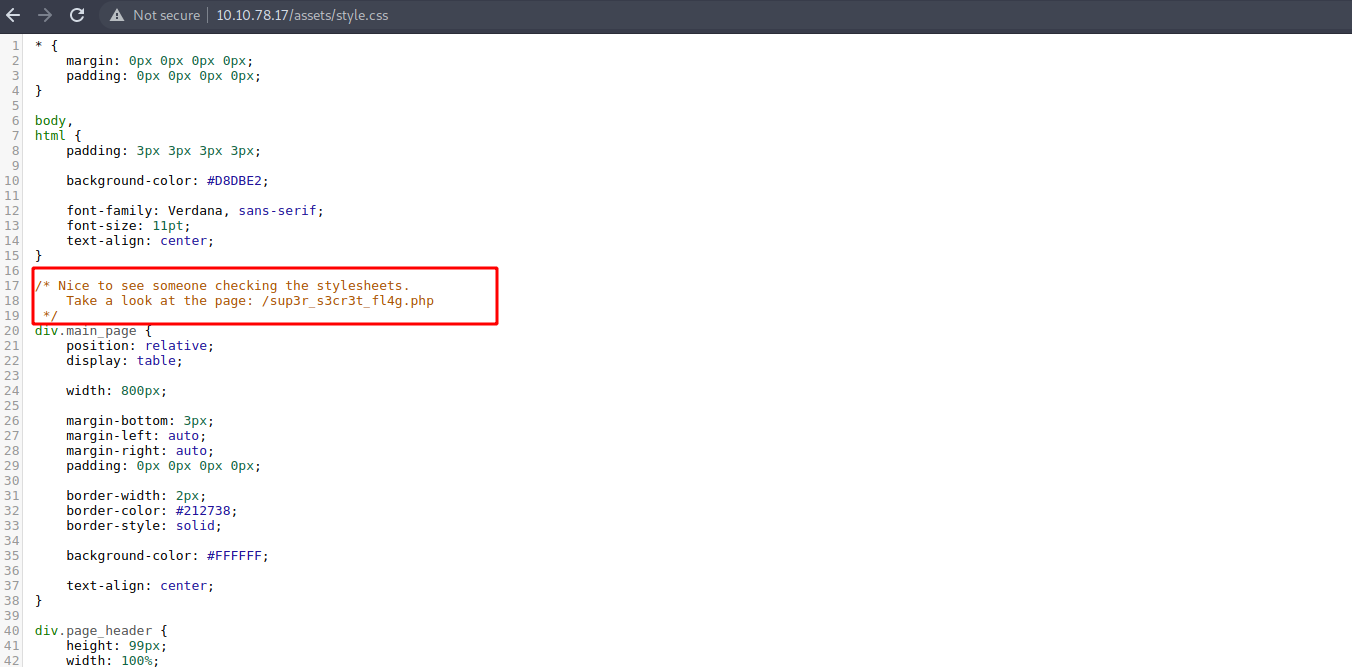 Not secure | 10.10.78.17/assets/style.css
1 * {
2     margin: 0px 0px 0px 0px;
3     padding: 0px 0px 0px 0px;
4 }
5
6 body,
7 html {
8     padding: 3px 3px 3px 3px;
9
10     background-color: #D8DBE2;
11
12     font-family: Verdana, sans-serif;
13     font-size: 11pt;
14     text-align: center;
15 }
16
17 /* Nice to see someone checking the stylesheets.
18     Take a look at the page: /sup3r_s3cr3t_fl4g.php
19  */
20 div.main_page {
21     position: relative;
22     display: table;
23
24     width: 800px;
25
26     margin-bottom: 3px;
27     margin-left: auto;
28     margin-right: auto;
29     padding: 0px 0px 0px 0px;
30
31     border-width: 2px;
32     border-color: #212738;
33     border-style: solid;
34
35     background-color: #FFFFFF;
36
37     text-align: center;
38 }
39
40 div.page_header {
41     height: 99px;
42     width: 100%;